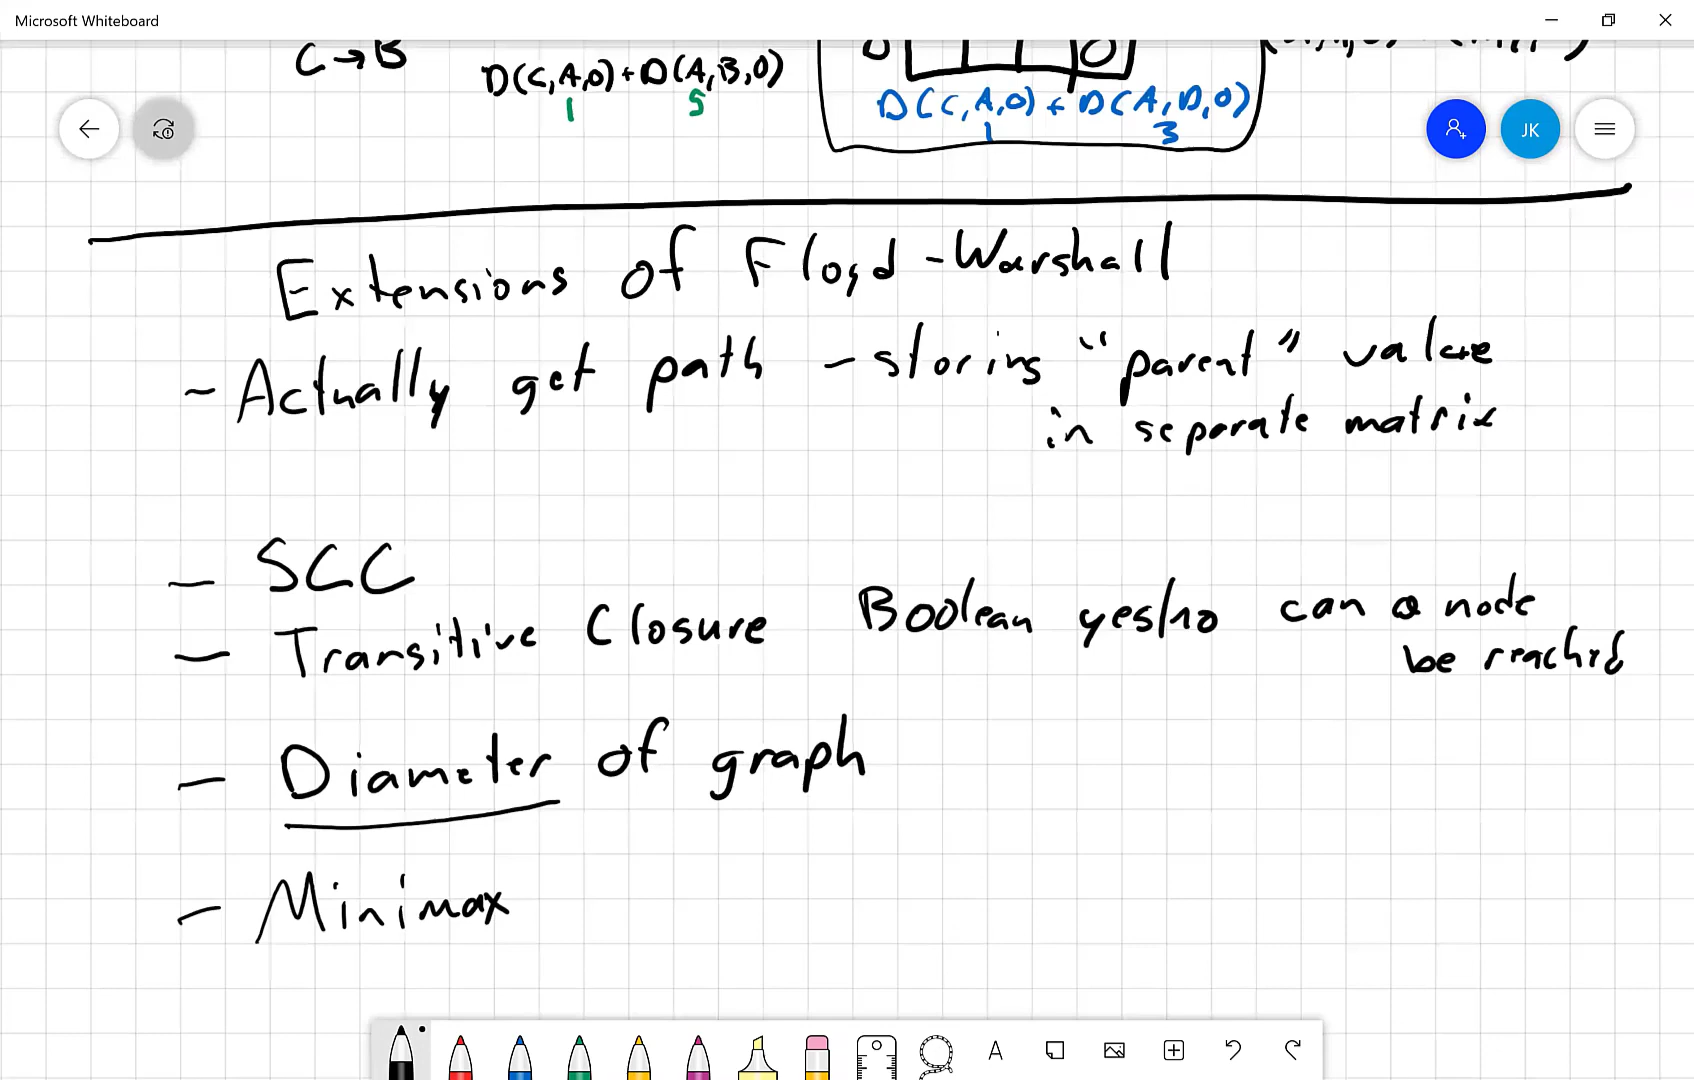 Microsoft Whiteboard
C → B
D(C,A,0) + D(A,B,0)
1 5
0
D(C,A,0) + D(A,D,0)
1 3
JK
Extensions of Floyd-Warshall
- Actually get path - storing "parent" value
in separate matrix
- SCC
- Transitive Closure Boolean yes/no can a node
be reached
- Diameter of graph
- Minimax
A